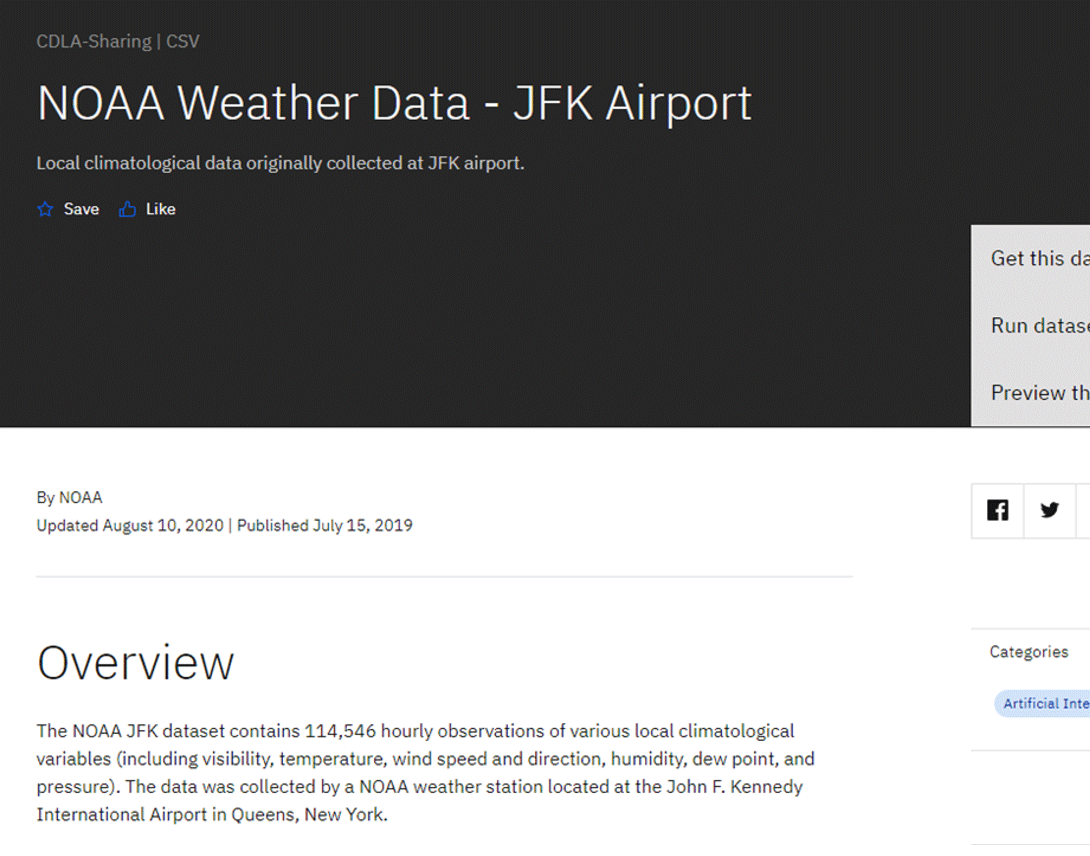 CDLA-Sharing | CSV
NOAA Weather Data - JFK Airport
Local climatological data originally collected at JFK airport.
Save Like
Get this da
Run datase
Preview th
By NOAA
Updated August 10, 2020 | Published July 15, 2019
Overview
The NOAA JFK dataset contains 114,546 hourly observations of various local climatological
variables (including visibility, temperature, wind speed and direction, humidity, dew point, and
pressure). The data was collected by a NOAA weather station located at the John F. Kennedy
International Airport in Queens, New York.
Categories
Artificial Inte